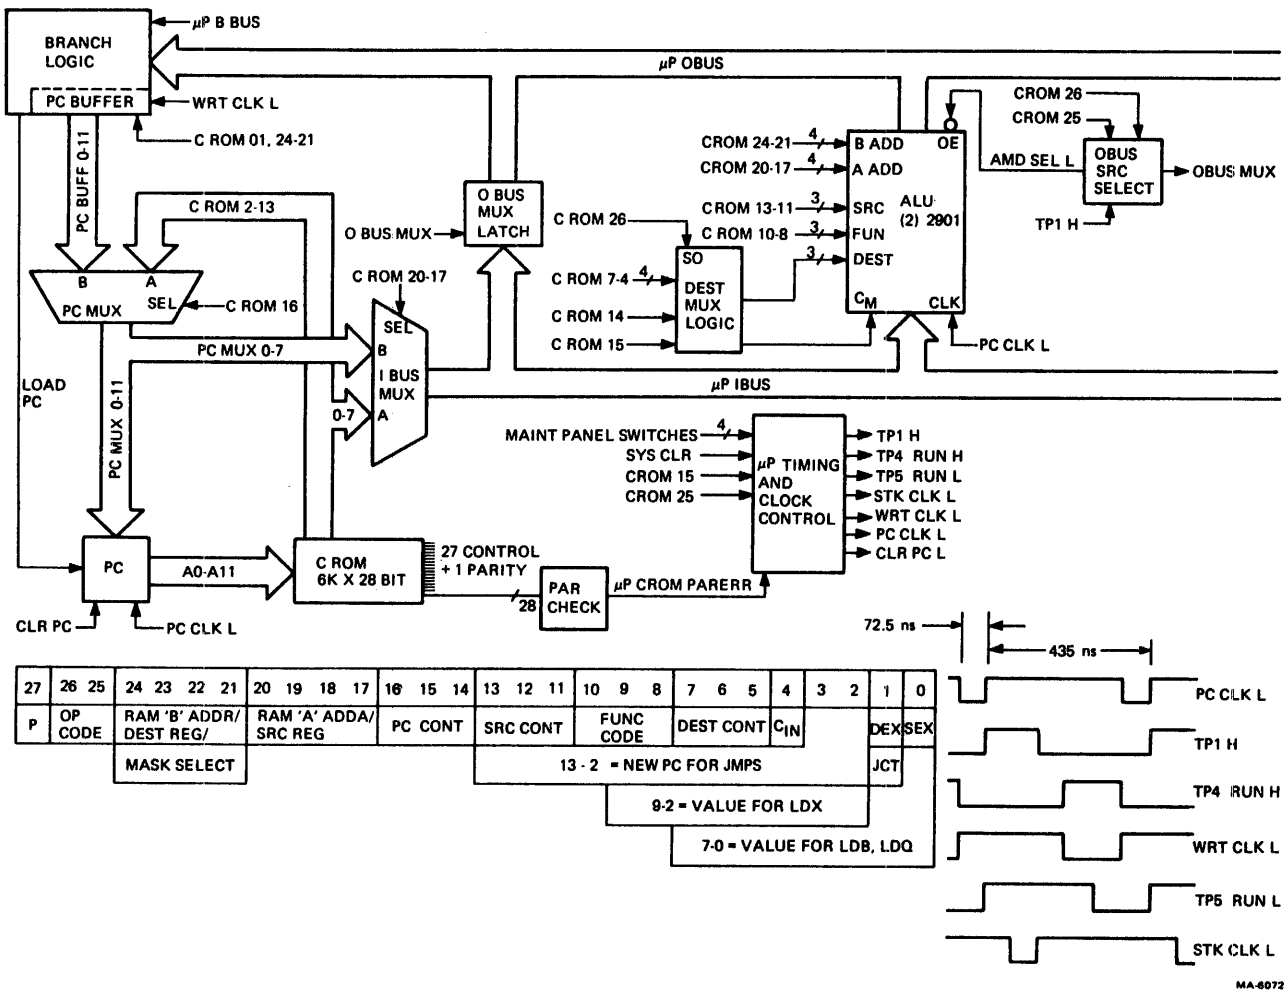 BRANCH
LOGIC
μP B BUS
PC BUFFER
WRT CLK L
C ROM 01, 24-21
PC BUFF 0-11
C ROM 2-13
μP OBUS
O BUS
MUX
LATCH
O BUS MUX
CROM 24-21
4
B ADD
OE
CROM 20-17
4
A ADD
CROM 13-11
3
SRC
ALU
(2) 2901
C ROM 10-8
3
FUN
3
DEST
CM
CLK
PC CLK L
AMD SEL L
CROM 26
CROM 25
OBUS
SRC
SELECT
OBUS MUX
TP1 H
C ROM 26
SO
C ROM 7-4
4
DEST
MUX
LOGIC
C ROM 14
C ROM 15
B
A
SEL
PC MUX
C ROM 16
C ROM 20-17
SEL
B
I BUS
MUX
A
PC MUX 0-7
0-7
μP IBUS
LOAD
PC
PC MUX 0-11
MAINT PANEL SWITCHES
4
SYS CLR
CROM 15
CROM 25
μP TIMING
AND
CLOCK
CONTROL
TP1 H
TP4 RUN H
TP5 RUN L
STK CLK L
WRT CLK L
PC CLK L
CLR PC L
PC
A0-A11
C ROM
6K X 28 BIT
27 CONTROL
+ 1 PARITY
28
PAR
CHECK
μP CROM PARERR
CLR PC
PC CLK L
27 26 25 24 23 22 21 20 19 18 17 16 15 14 13 12 11 10 9 8 7 6 5 4 3 2 1 0
P
OP
CODE
RAM 'B' ADDR/
DEST REG/
RAM 'A' ADDA/
SRC REG
PC CONT
SRC CONT
FUNC
CODE
DEST CONT
CIN
DEX
SEX
MASK SELECT
13 - 2 = NEW PC FOR JMPS
JCT
9-2 = VALUE FOR LDX
7-0 = VALUE FOR LDB, LDQ
72.5 ns
435 ns
PC CLK L
TP1 H
TP4 RUN H
WRT CLK L
TP5 RUN L
STK CLK L
MA-6072